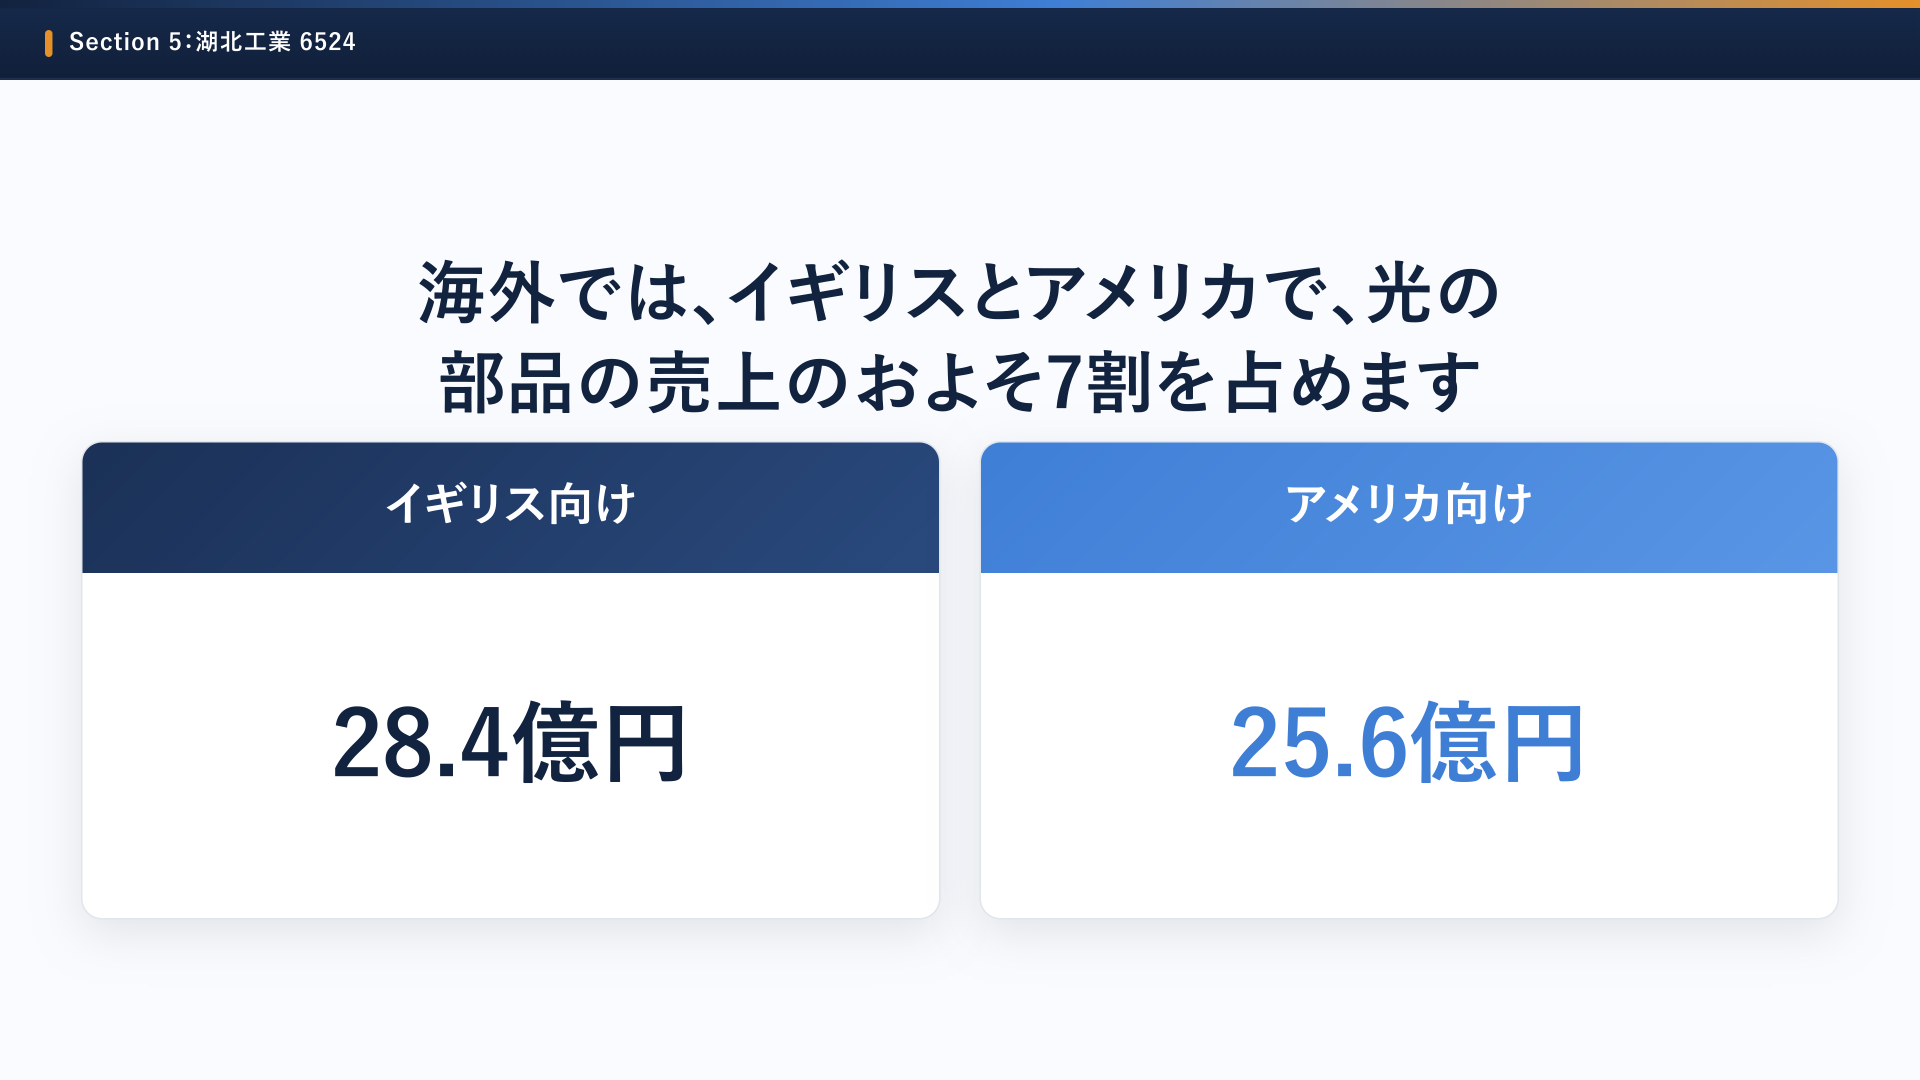 Section 5：湖北工業 6524
海外では、イギリスとアメリカで、光の
部品の売上のおよそ7割を占めます
イギリス向け
アメリカ向け
28.4億円
25.6億円